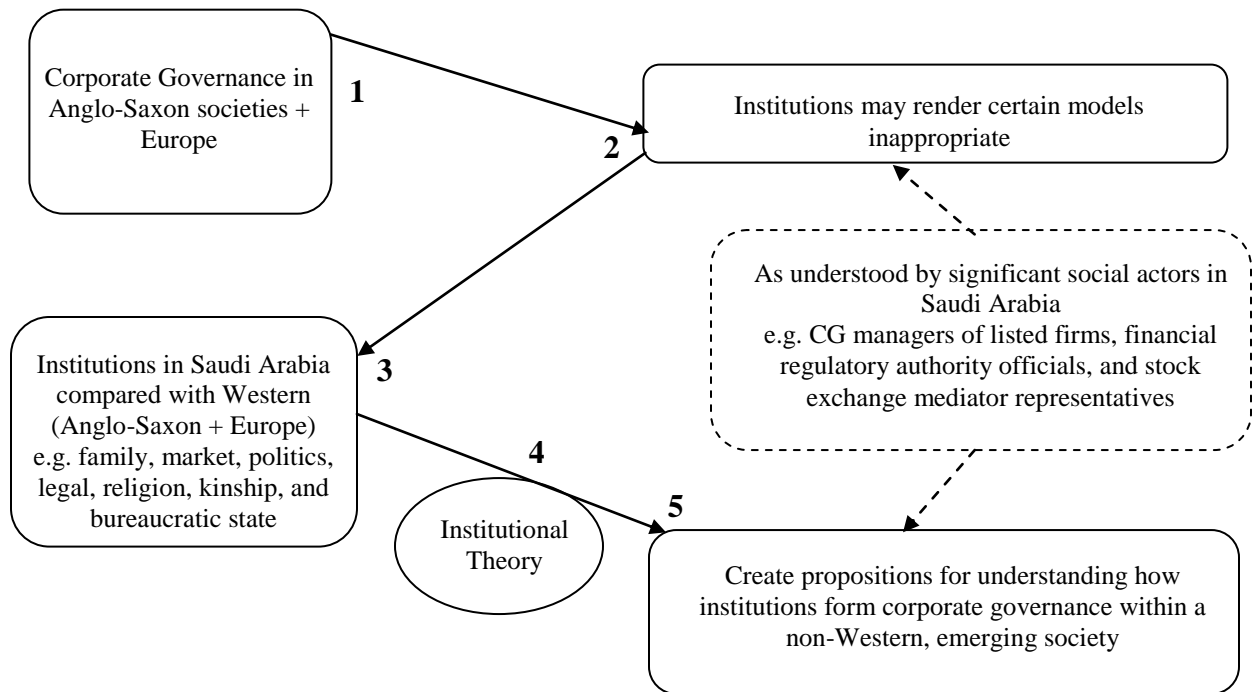 Corporate Governance in
Anglo-Saxon societies +
Europe
1
Institutions may render certain models
inappropriate
2
As understood by significant social actors in
Saudi Arabia
e.g. CG managers of listed firms, financial
regulatory authority officials, and stock
exchange mediator representatives
Institutions in Saudi Arabia
compared with Western
(Anglo-Saxon + Europe)
e.g. family, market, politics,
legal, religion, kinship, and
bureaucratic state
3
4
Institutional
Theory
5
Create propositions for understanding how
institutions form corporate governance within a
non-Western, emerging society